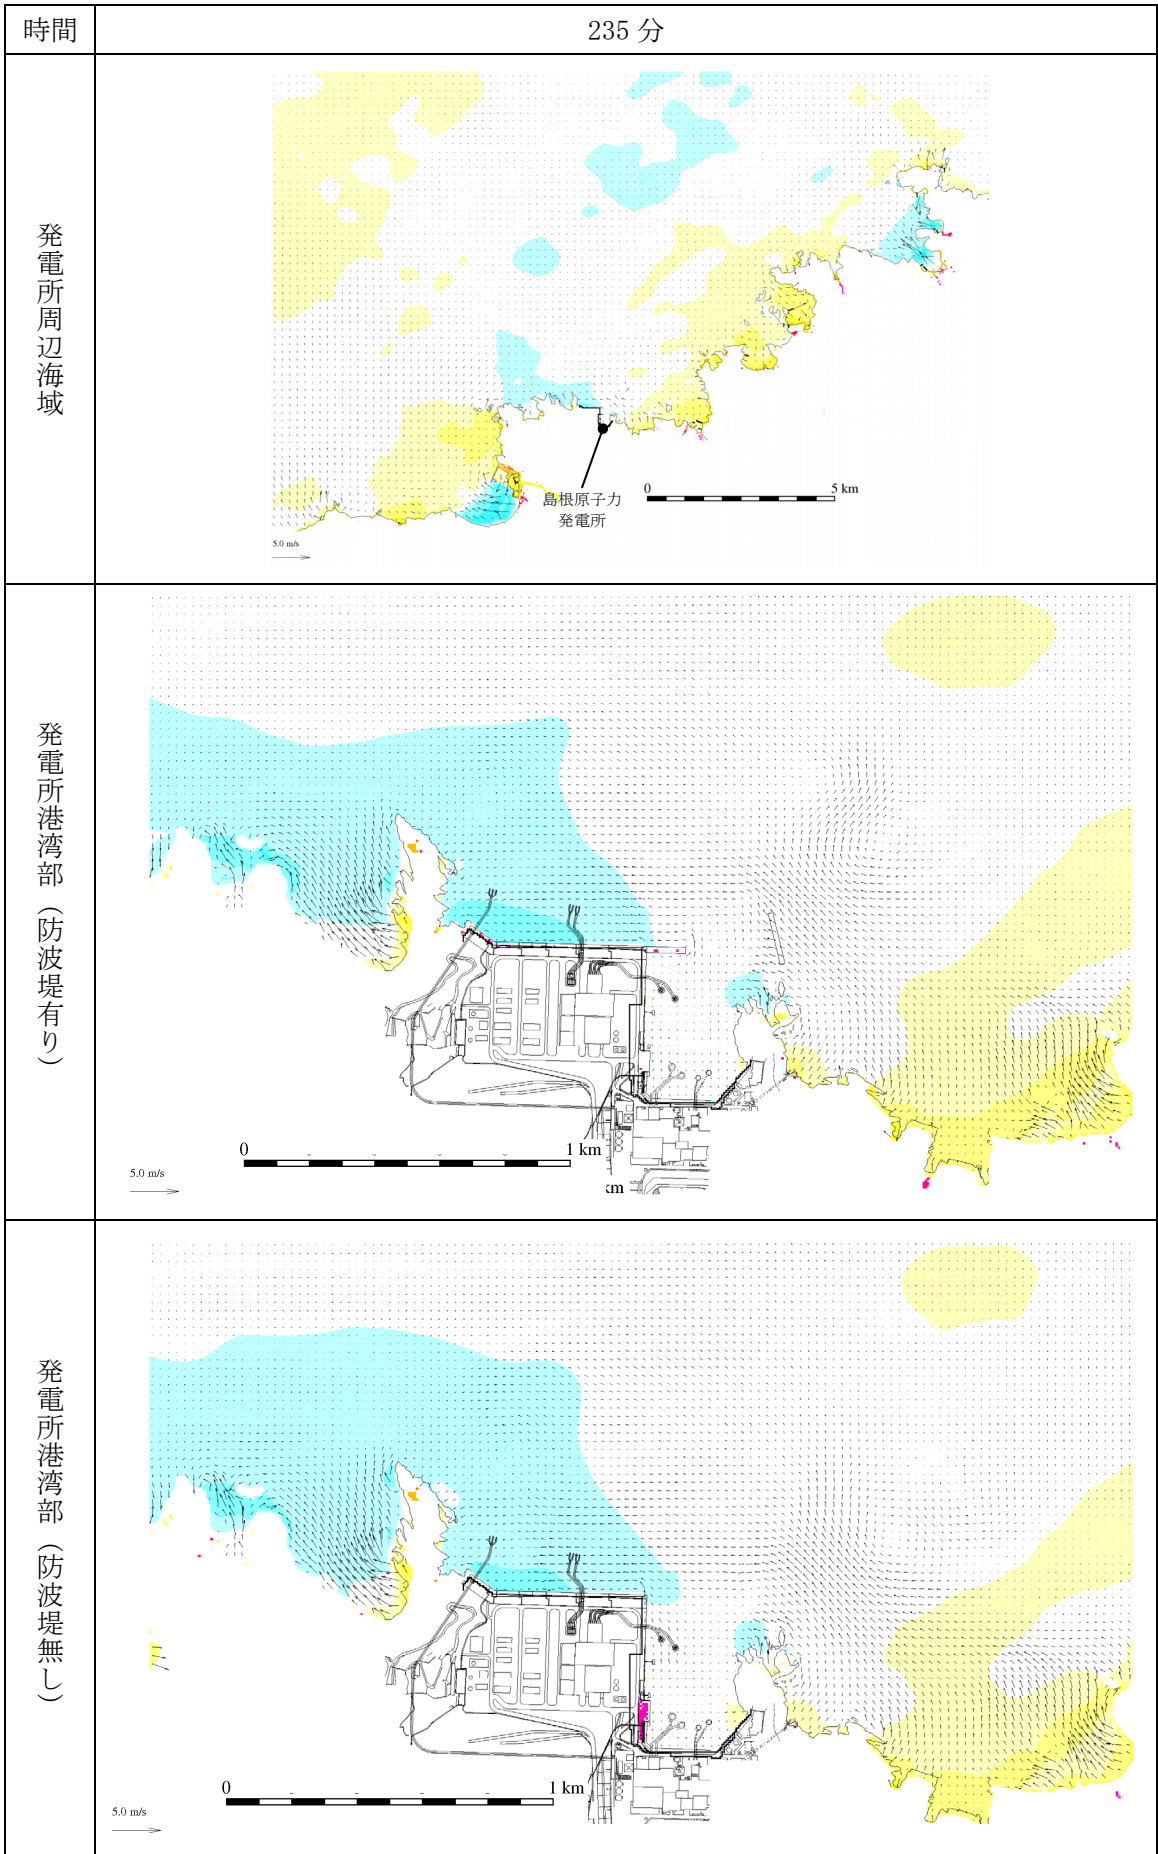 時間
235 分
発電所周辺海域
島根原子力
発電所
0
5 km
5.0 m/s
発電所港湾部（防波堤有り）
0
1 km
5.0 m/s
km
発電所港湾部（防波堤無し）
0
1 km
5.0 m/s